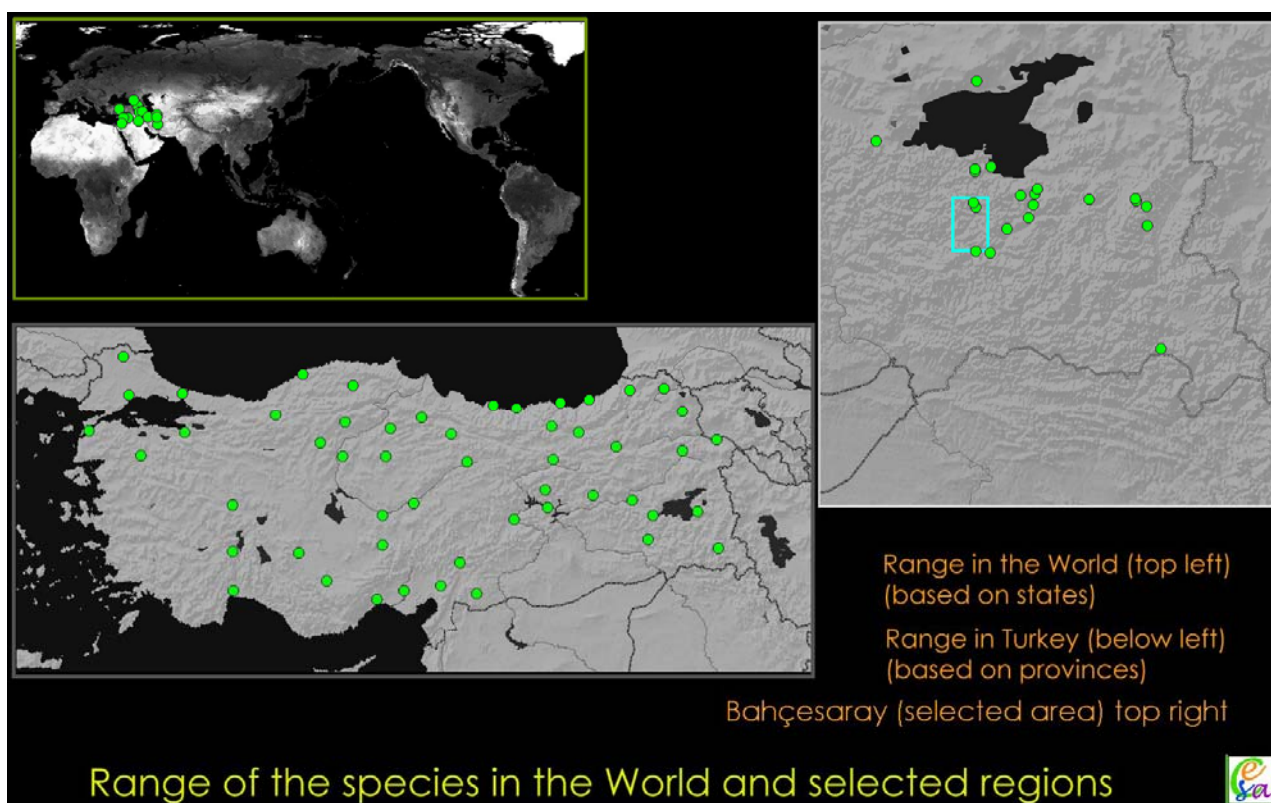 Range in the World (top left)
(based on states)
Range in Turkey (below left)
(based on provinces)
Bahçesaray (selected area) top right
Range of the species in the World and selected regions
Cesa